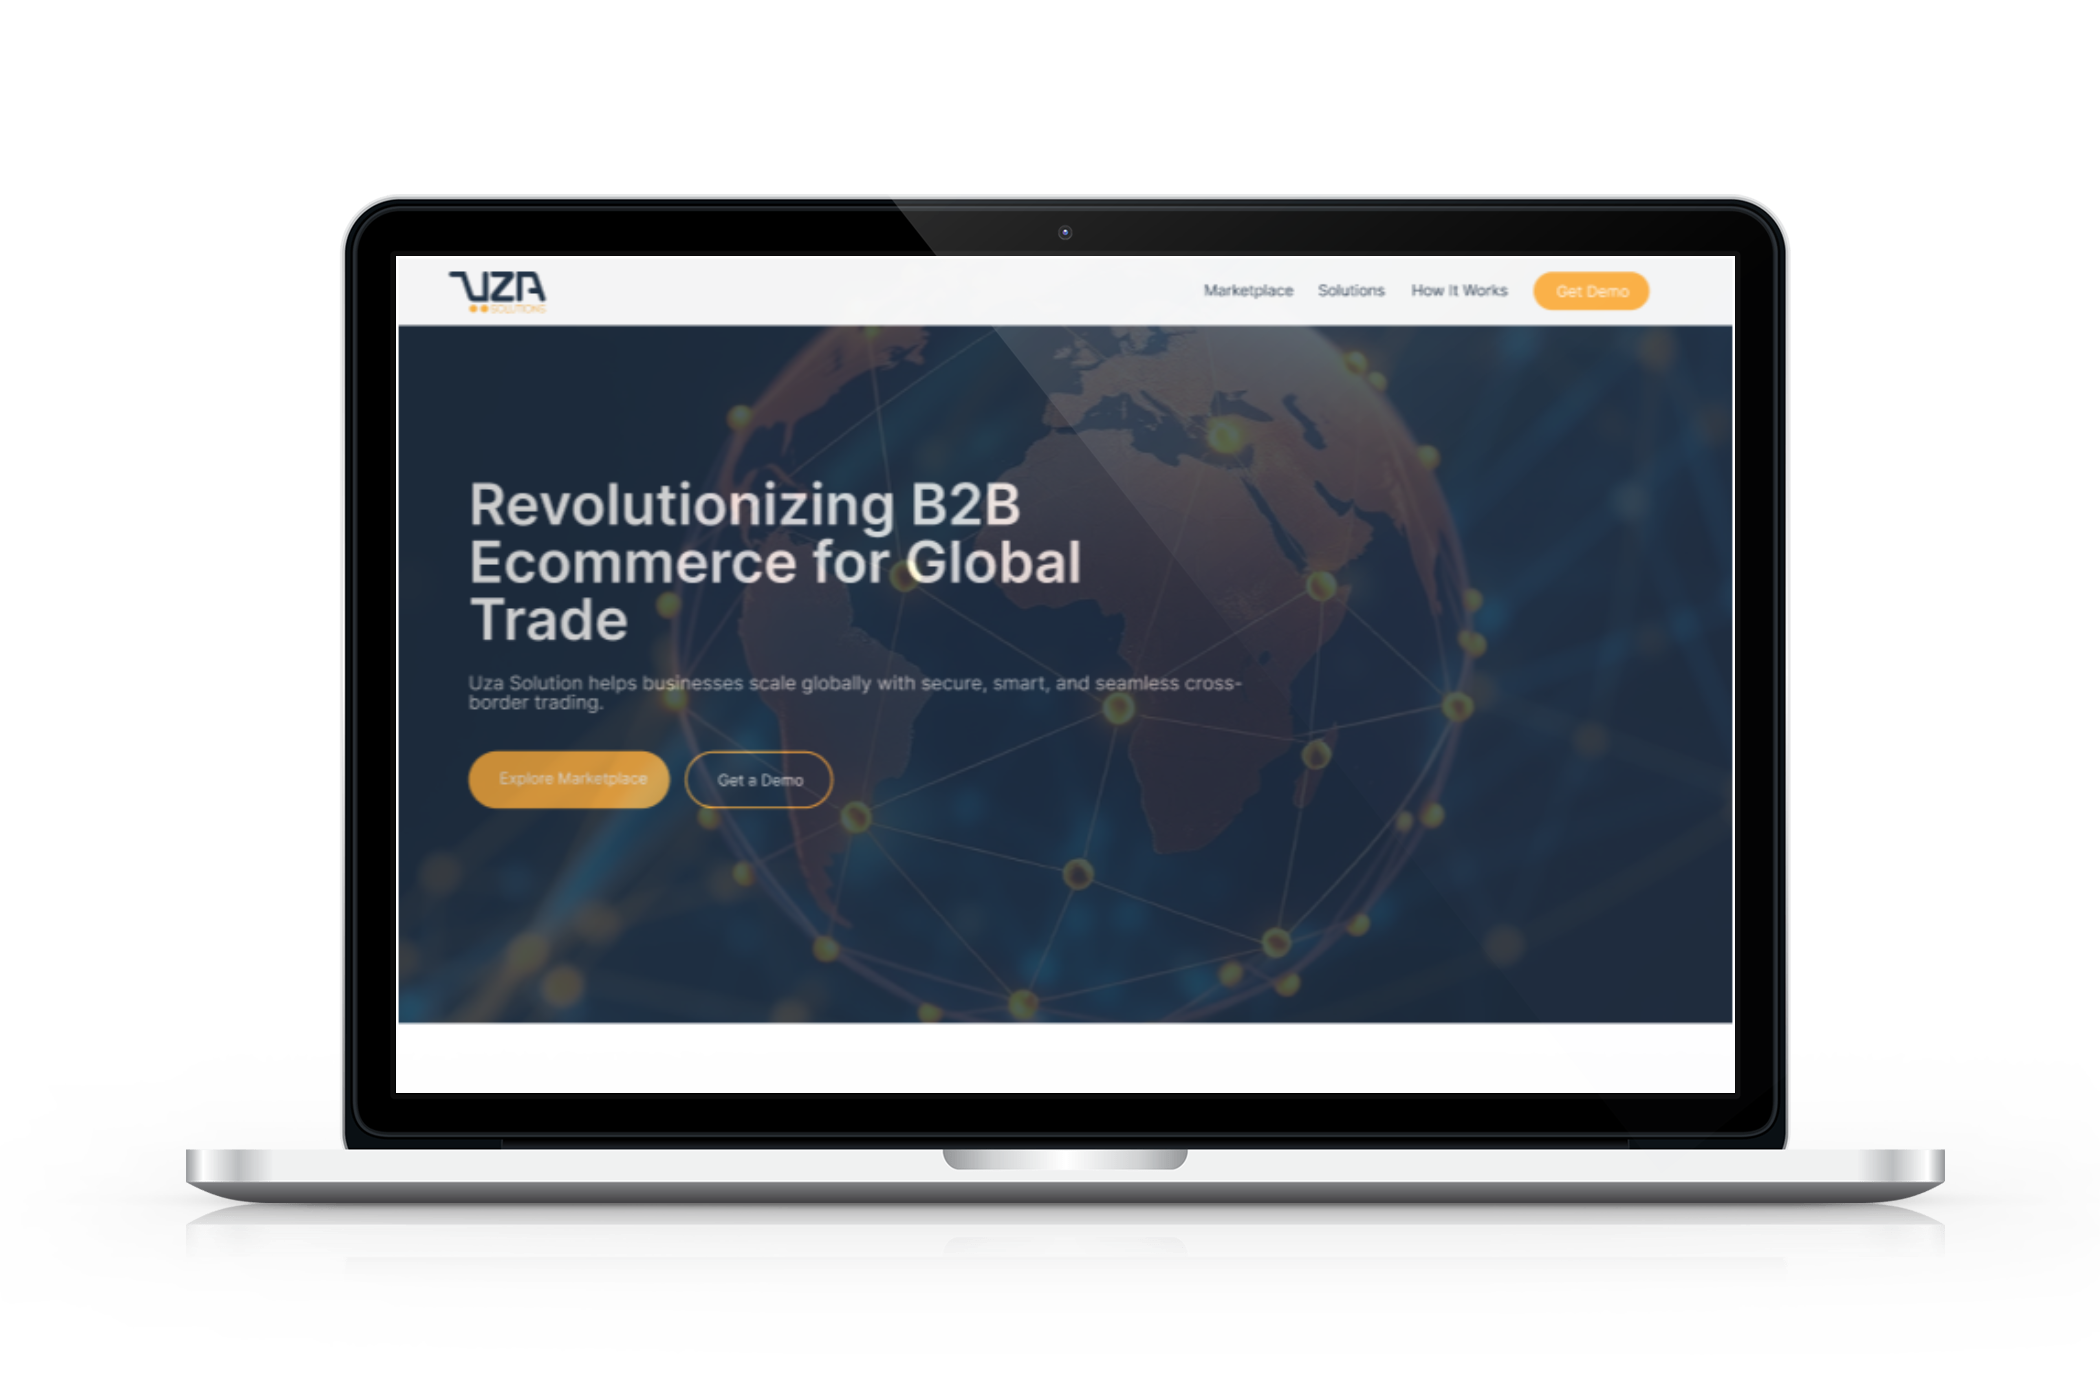 UZA
SOLUTIONS
Marketplace Solutions How It Works Get Demo
Revolutionizing B2B
Ecommerce for Global
Trade
Uza Solution helps businesses scale globally with secure, smart, and seamless cross-
border trading.
Explore Marketplace Get a Demo